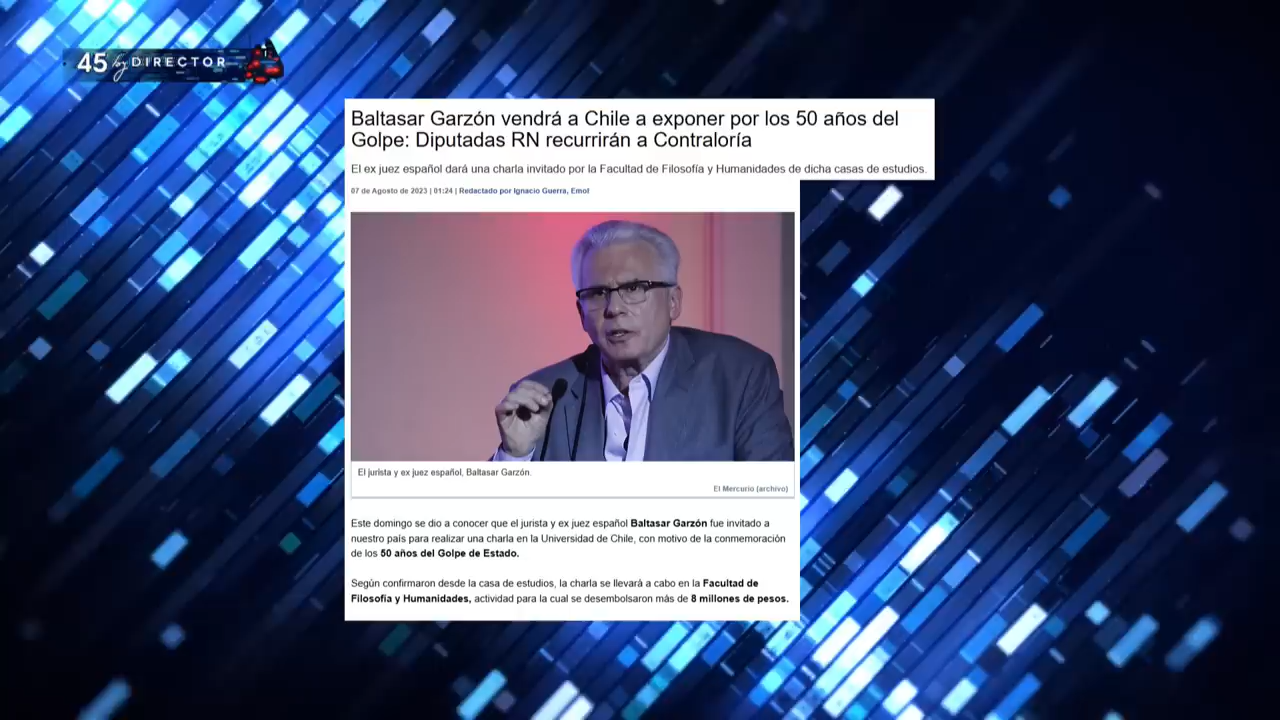 45 by DIRECTOR
Baltasar Garzón vendrá a Chile a exponer por los 50 años del
Golpe: Diputadas RN recurrirán a Contraloría
El ex juez español dará una charla invitado por la Facultad de Filosofía y Humanidades de dicha casas de estudios.
07 de Agosto de 2023 | 01:24 | Redactado por Ignacio Guerra, Emol
El jurista y ex juez español, Baltasar Garzón.
El Mercurio (archivo)
Este domingo se dio a conocer que el jurista y ex juez español Baltasar Garzón fue invitado a
nuestro país para realizar una charla en la Universidad de Chile, con motivo de la conmemoración
de los 50 años del Golpe de Estado.
Según confirmaron desde la casa de estudios, la charla se llevará a cabo en la Facultad de
Filosofía y Humanidades, actividad para la cual se desembolsaron más de 8 millones de pesos.